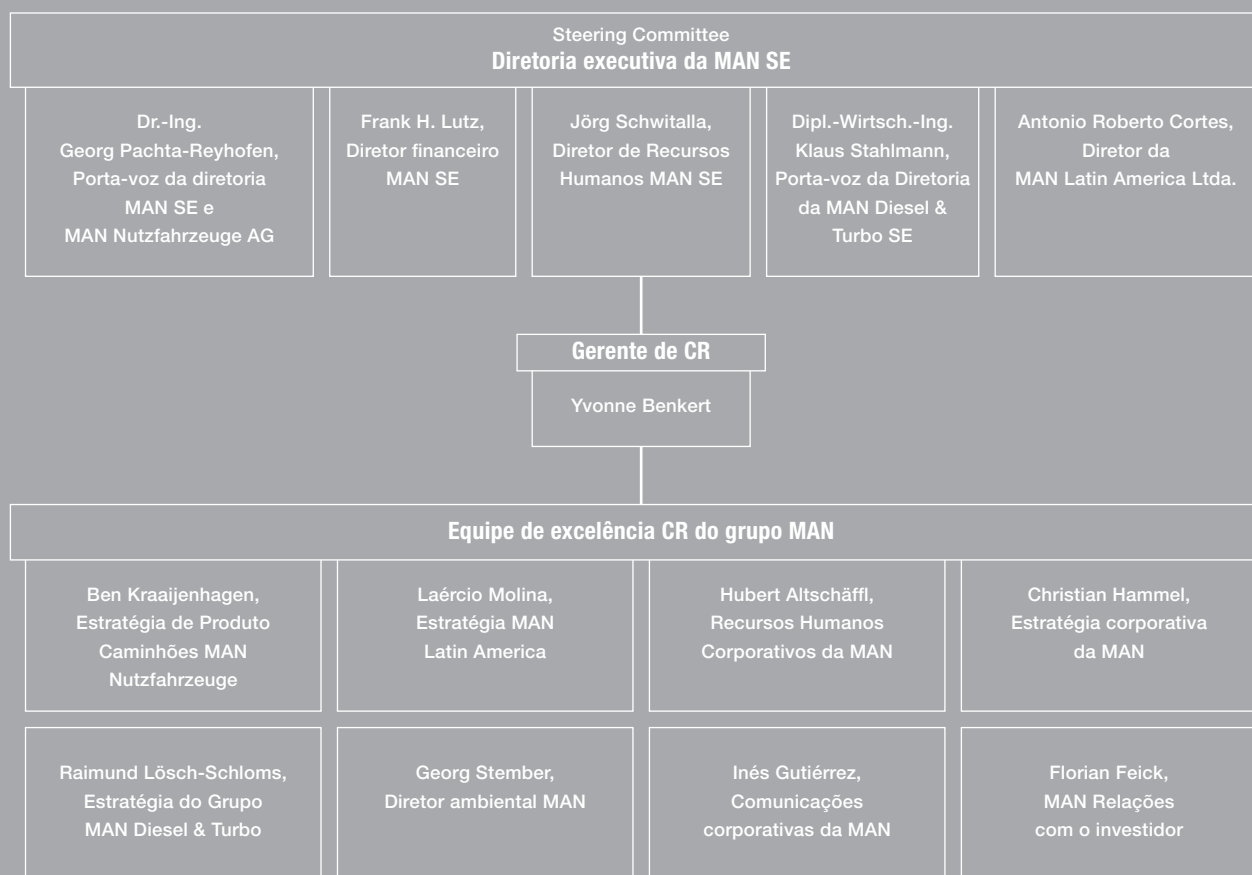 Steering Committee
Diretoria executiva da MAN SE
Dr.-Ing.
Georg Pachta-Reyhofen,
Porta-voz da diretoria
MAN SE e
MAN Nutzfahrzeuge AG
Frank H. Lutz,
Diretor financeiro
MAN SE
Jörg Schwitalla,
Diretor de Recursos
Humanos MAN SE
Dipl.-Wirtsch.-Ing.
Klaus Stahlmann,
Porta-voz da Diretoria
da MAN Diesel &
Turbo SE
Antonio Roberto Cortes,
Diretor da
MAN Latin America Ltda.
Gerente de CR
Yvonne Benkert
Equipe de excelência CR do grupo MAN
Ben Kraaijenhagen,
Estratégia de Produto
Caminhões MAN
Nutzfahrzeuge
Laércio Molina,
Estratégia MAN
Latin America
Hubert Altschäffl,
Recursos Humanos
Corporativos da MAN
Christian Hammel,
Estratégia corporativa
da MAN
Raimund Lösch-Schloms,
Estratégia do Grupo
MAN Diesel & Turbo
Georg Stember,
Diretor ambiental MAN
Inés Gutiérrez,
Comunicações
corporativas da MAN
Florian Feick,
MAN Relações
com o investidor